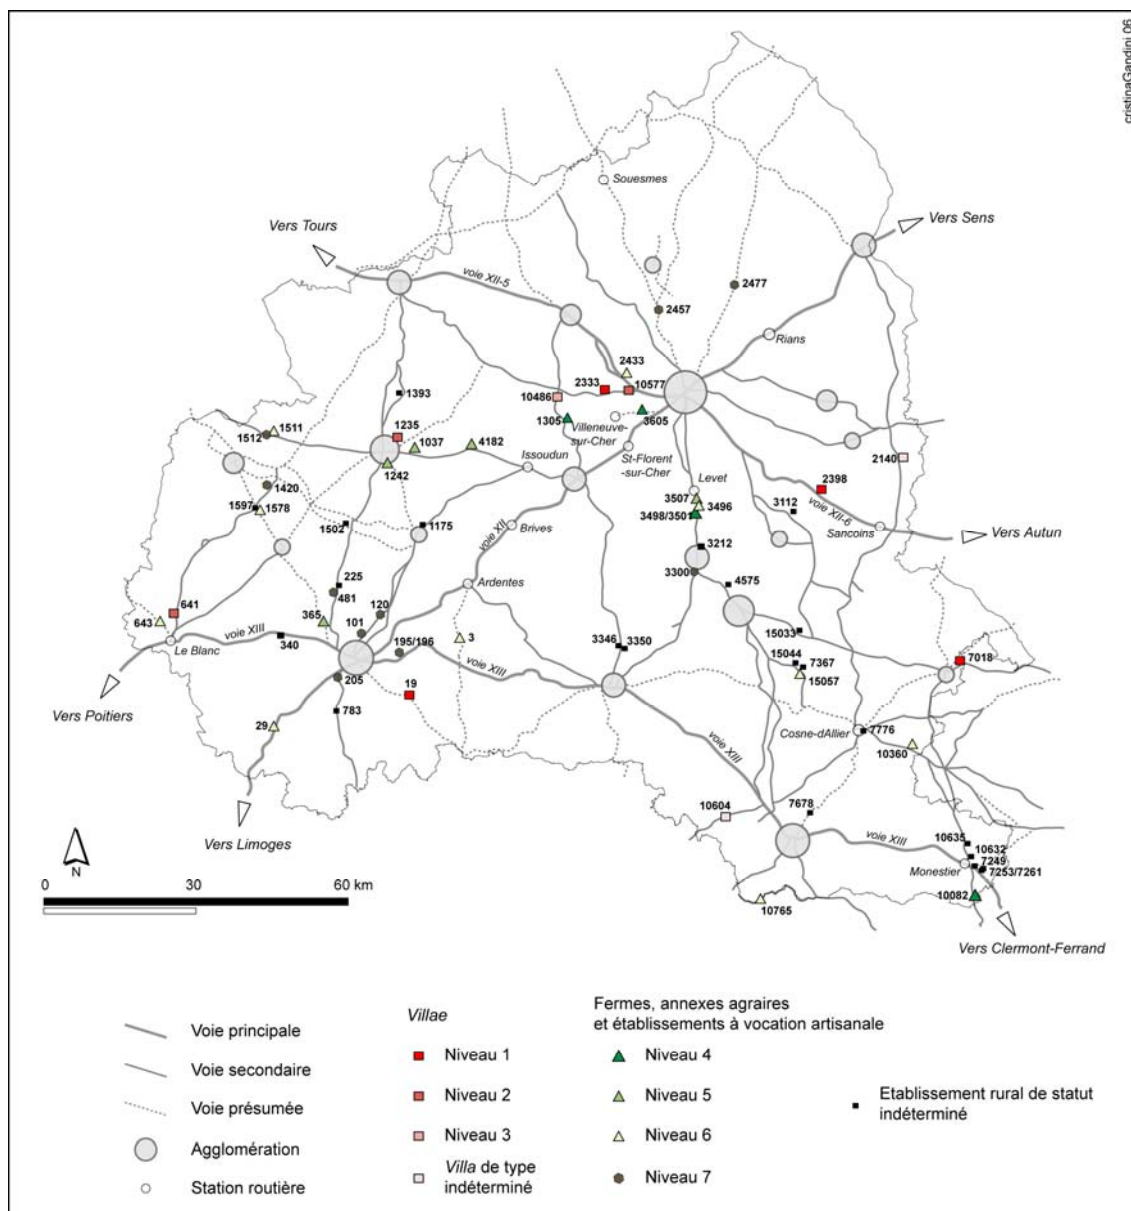 cristinaGandini 06
Souesmes
Vers Tours
Vers Sens
voie XII-5
2477
2457
Rians
2433
2333
10577
10486
1305
3605
Villeneuve-
sur-Cher
1393
1235
1511
1512
1037
4182
1242
Issoudun
St-Florent
-sur-Cher
2140
1420
Levet
2398
1597
1578
3507
3496
3498/3501
3112
voie XII-6
1502
1175
Brives
voie XII
Sancoins
Vers Autun
3212
3300
225
481
Ardentes
4575
641
643
365
101
120
voie XIII
340
Le Blanc
195/196
3
3346
3350
15033
15044
7367
15057
7018
voie XIII
205
19
Vers Poitiers
29
783
Cosne-dAllier
7776
10360
voie XIII
10604
7678
Vers Limoges
voie XIII
10635
10632
7249
7253/7261
Monestier
10082
10765
N
0
30
60 km
Vers Clermont-Ferrand
Voie principale
Voie secondaire
Voie présumée
Agglomération
Station routière
Villae
Niveau 1
Niveau 2
Niveau 3
Villa de type
indéterminé
Fermes, annexes agraires
et établissements à vocation artisanale
Niveau 4
Niveau 5
Niveau 6
Niveau 7
Etablissement rural de statut
indéterminé